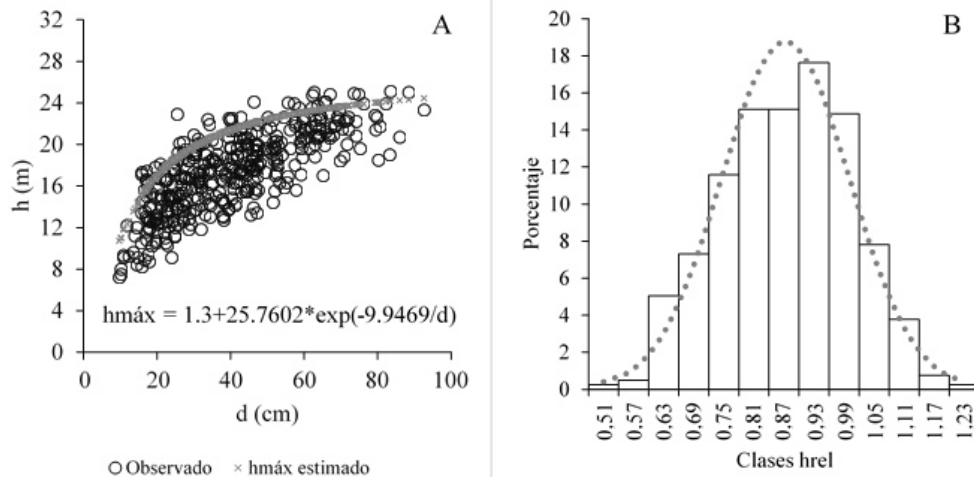 A
h (m)
32
28
24
20
16
12
8
4
0
hmáx = 1.3+25.7602*exp(-9.9469/d)
0 20 40 60 80 100
d (cm)
Observado
hmáx estimado
B
Porcentaje
20
18
16
14
12
10
8
6
4
2
0
0.51 0.57 0.63 0.69 0.75 0.81 0.87 0.93 0.99 1.05 1.11 1.17 1.23
Clases hrel